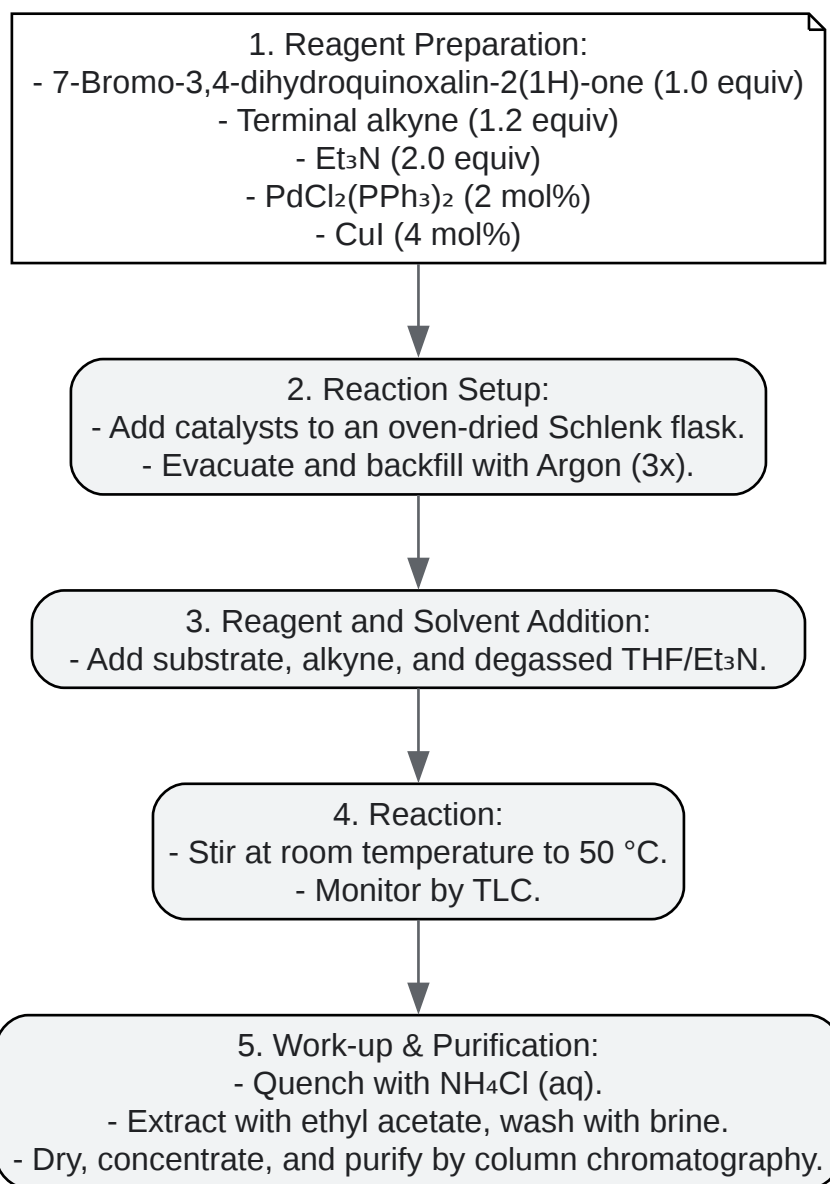 1. Reagent Preparation:
- 7-Bromo-3,4-dihydroquinoxalin-2(1H)-one (1.0 equiv)
- Terminal alkyne (1.2 equiv)
- Et₃N (2.0 equiv)
- PdCl₂(PPh₃)₂ (2 mol%)
- CuI (4 mol%)
2. Reaction Setup:
- Add catalysts to an oven-dried Schlenk flask.
- Evacuate and backfill with Argon (3x).
3. Reagent and Solvent Addition:
- Add substrate, alkyne, and degassed THF/Et₃N.
4. Reaction:
- Stir at room temperature to 50 °C.
- Monitor by TLC.
5. Work-up & Purification:
- Quench with NH₄Cl (aq).
- Extract with ethyl acetate, wash with brine.
- Dry, concentrate, and purify by column chromatography.